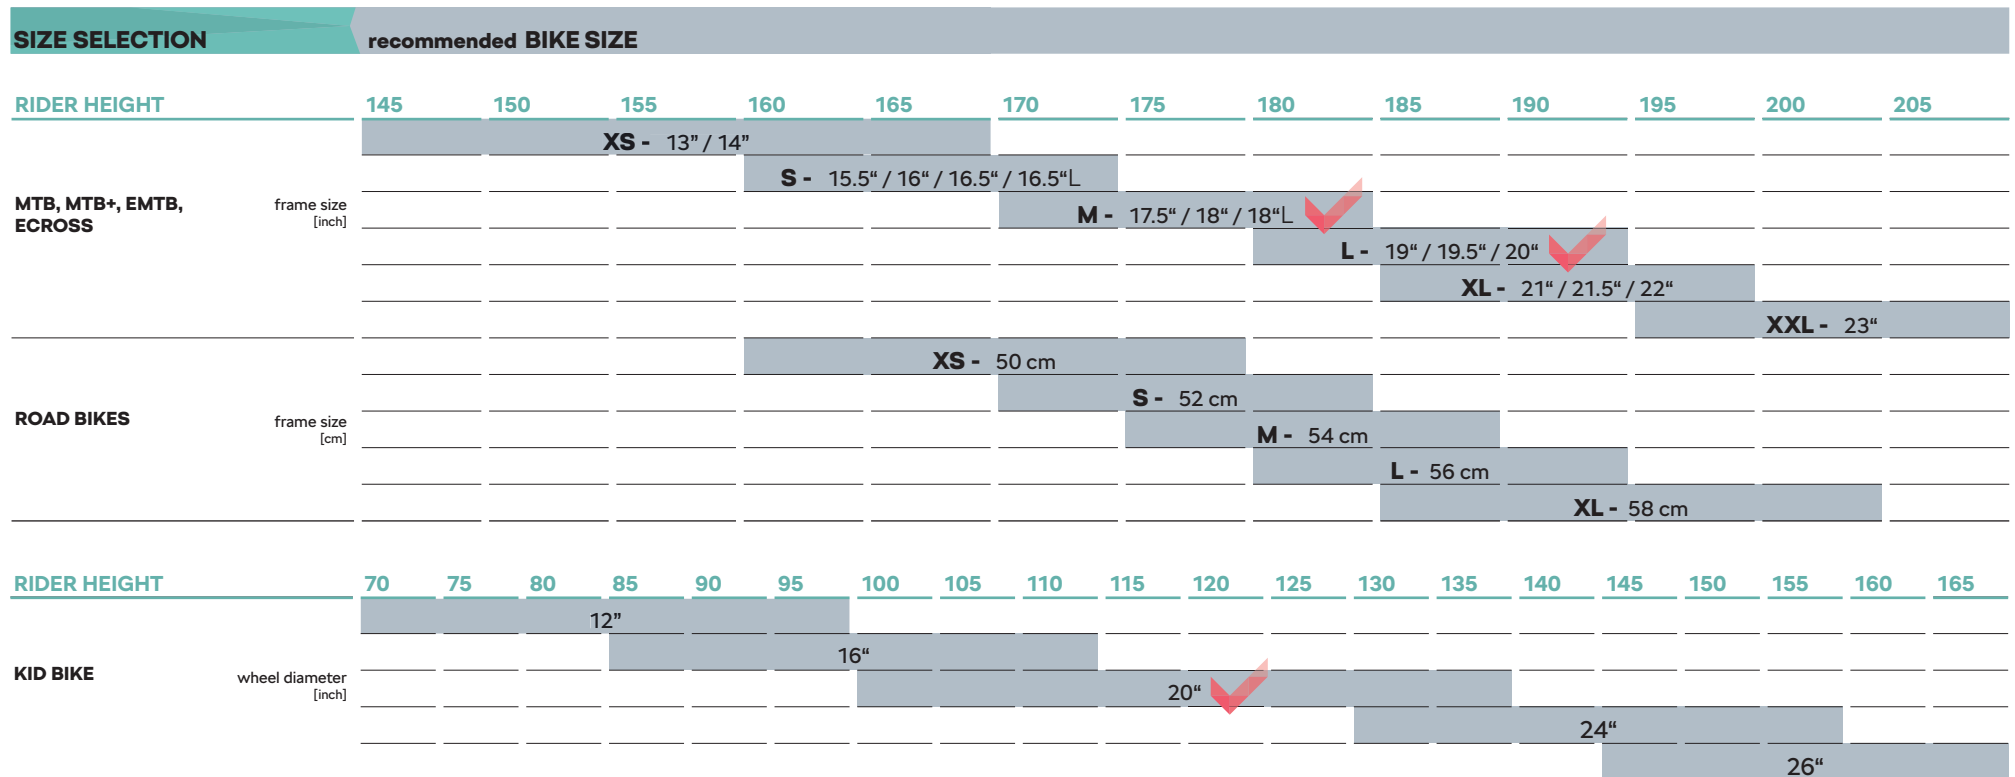 SIZE SELECTION recommended BIKE SIZE
RIDER HEIGHT 145 150 155 160 165 170 175 180 185 190 195 200 205
XS - 13” / 14”
S - 15.5“ / 16“ / 16.5“ / 16.5“L
MTB, MTB+, EMTB, frame size
M - 17.5“ / 18“ / 18“L
ECROSS [inch]
L - 19“ / 19.5“ / 20“
XL - 21“ / 21.5“ / 22“
XXL - 23“
XS - 50 cm
S - 52 cm
ROAD BIKES frame size
[cm]
M - 54 cm
L - 56 cm
XL - 58 cm
RIDER HEIGHT 70 75 80 85 90 95 100 105 110 115 120 125 130 135 140 145 150 155 160 165
12”
16“
KID BIKE wheel diameter
[inch]
20“
24“
26“